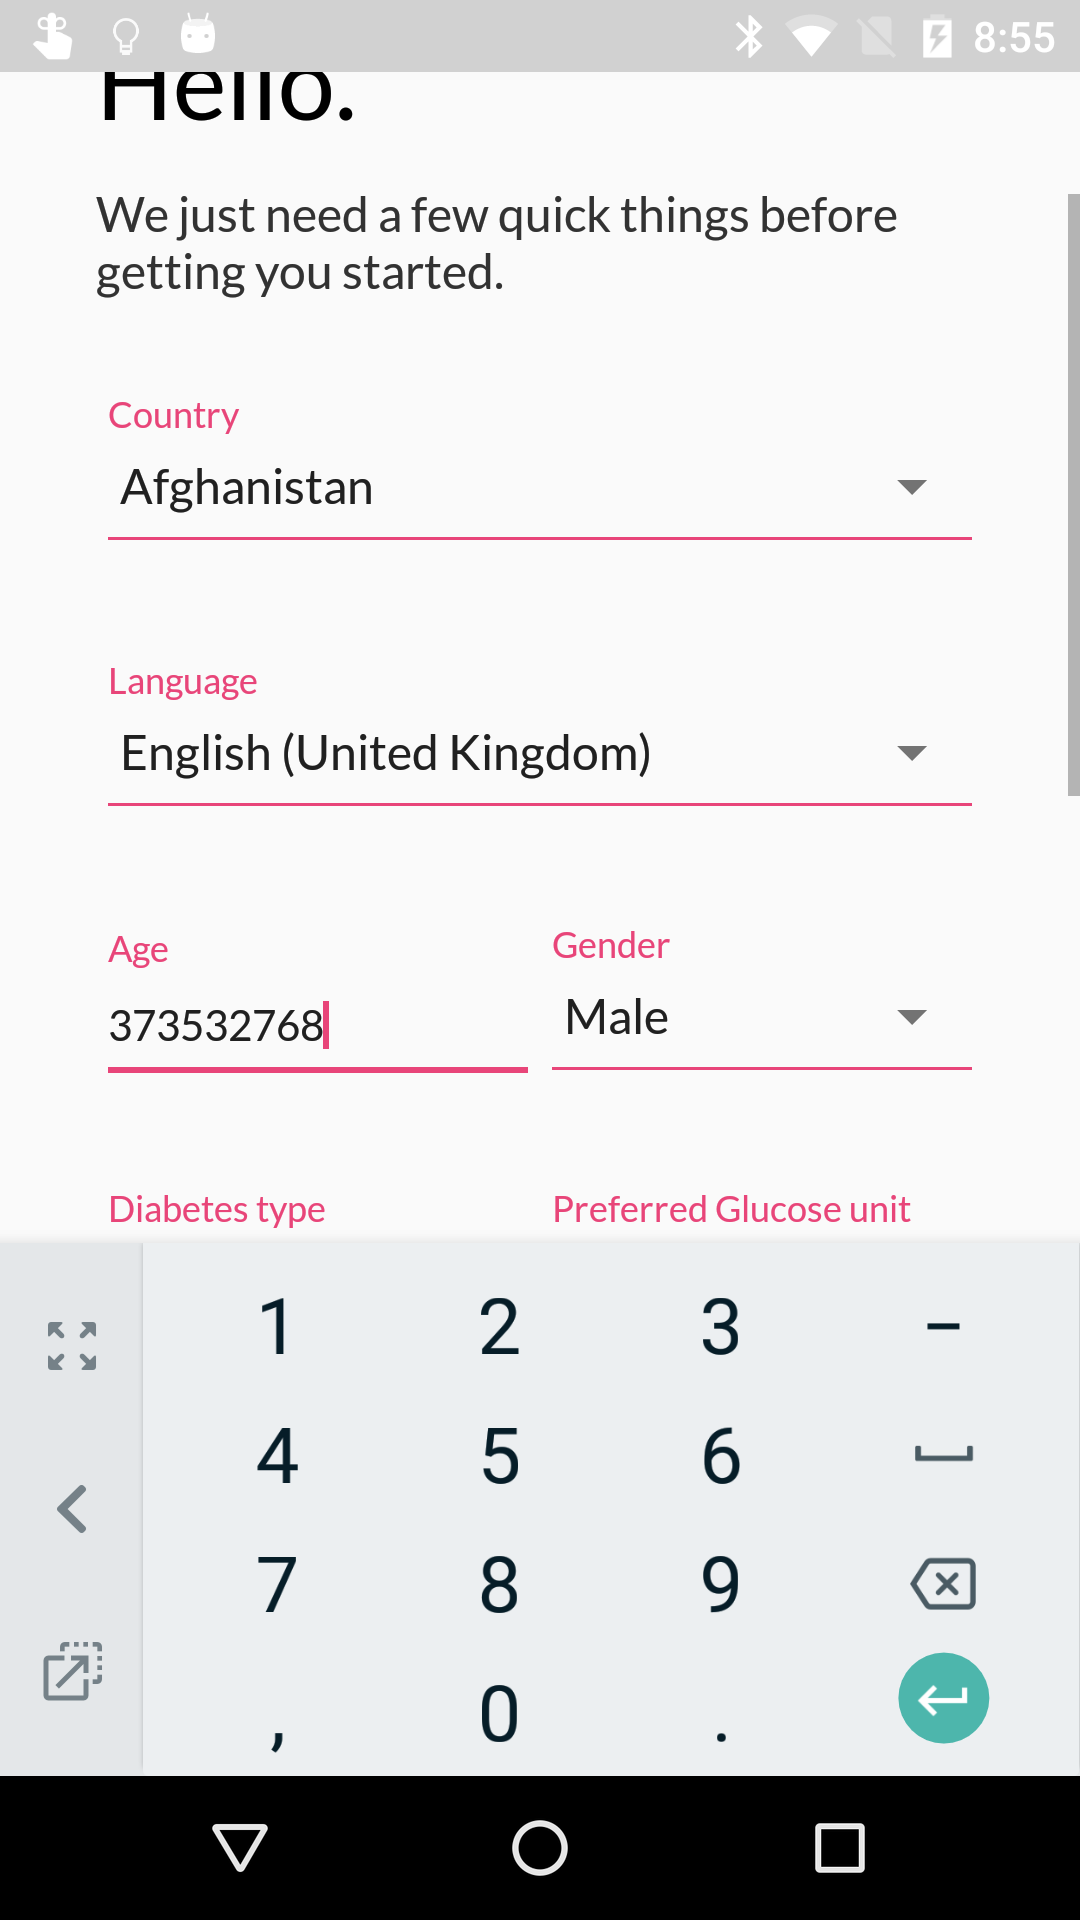 8:55
Hello.
We just need a few quick things before
getting you started.
Country
Afghanistan
Language
English (United Kingdom)
Age
Gender
373532768
Male
Diabetes type
Preferred Glucose unit
1 2 3 –
4 5 6
7 8 9
, 0 .